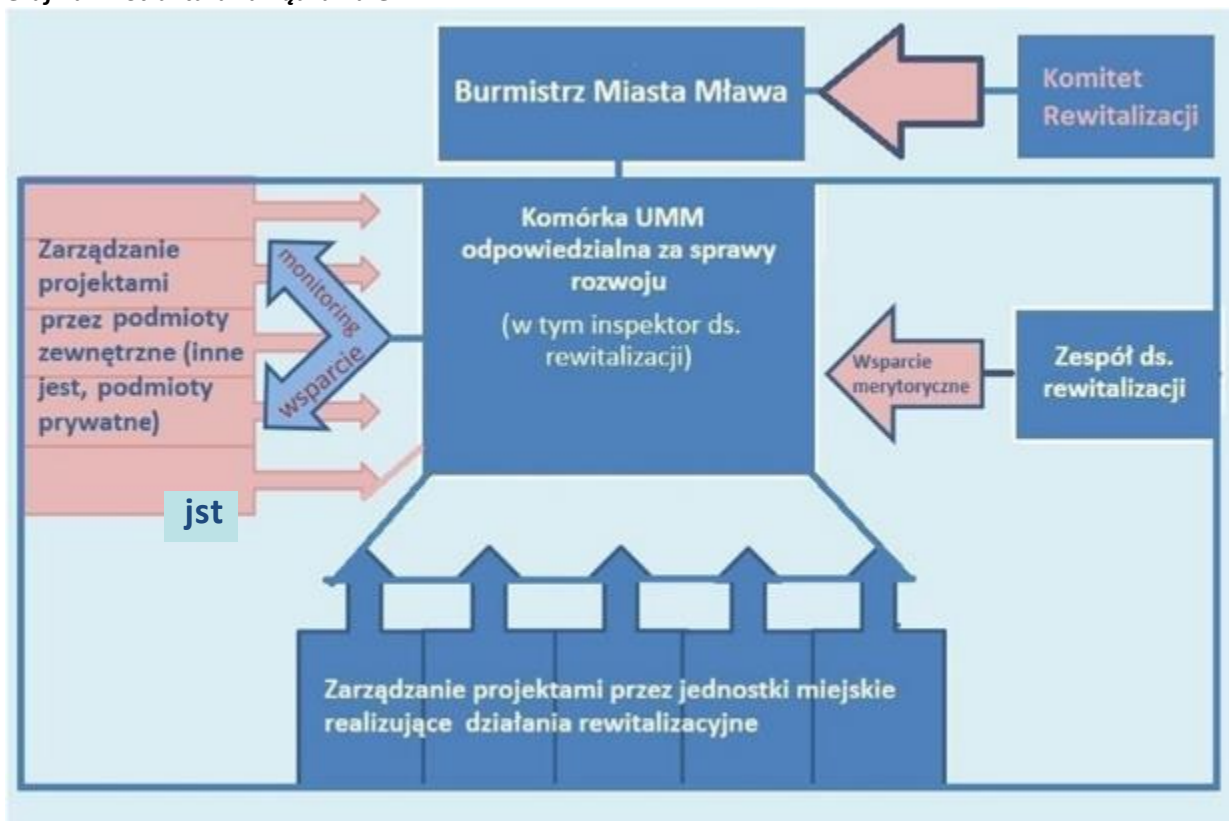 Burmistrz Miasta Mława
Komitet
Rewitalizacji
Komórka UMM
odpowiedzialna za sprawy
rozwoju
(w tym inspektor ds.
rewitalizacji)
Zarządzanie
projektami
przez podmioty
zewnętrzne (inne
jest, podmioty
prywatne)
monitoring
wsparcie
Wsparcie
merytoryczne
Zespół ds.
rewitalizacji
jst
Zarządzanie projektami przez jednostki miejskie
realizujące działania rewitalizacyjne